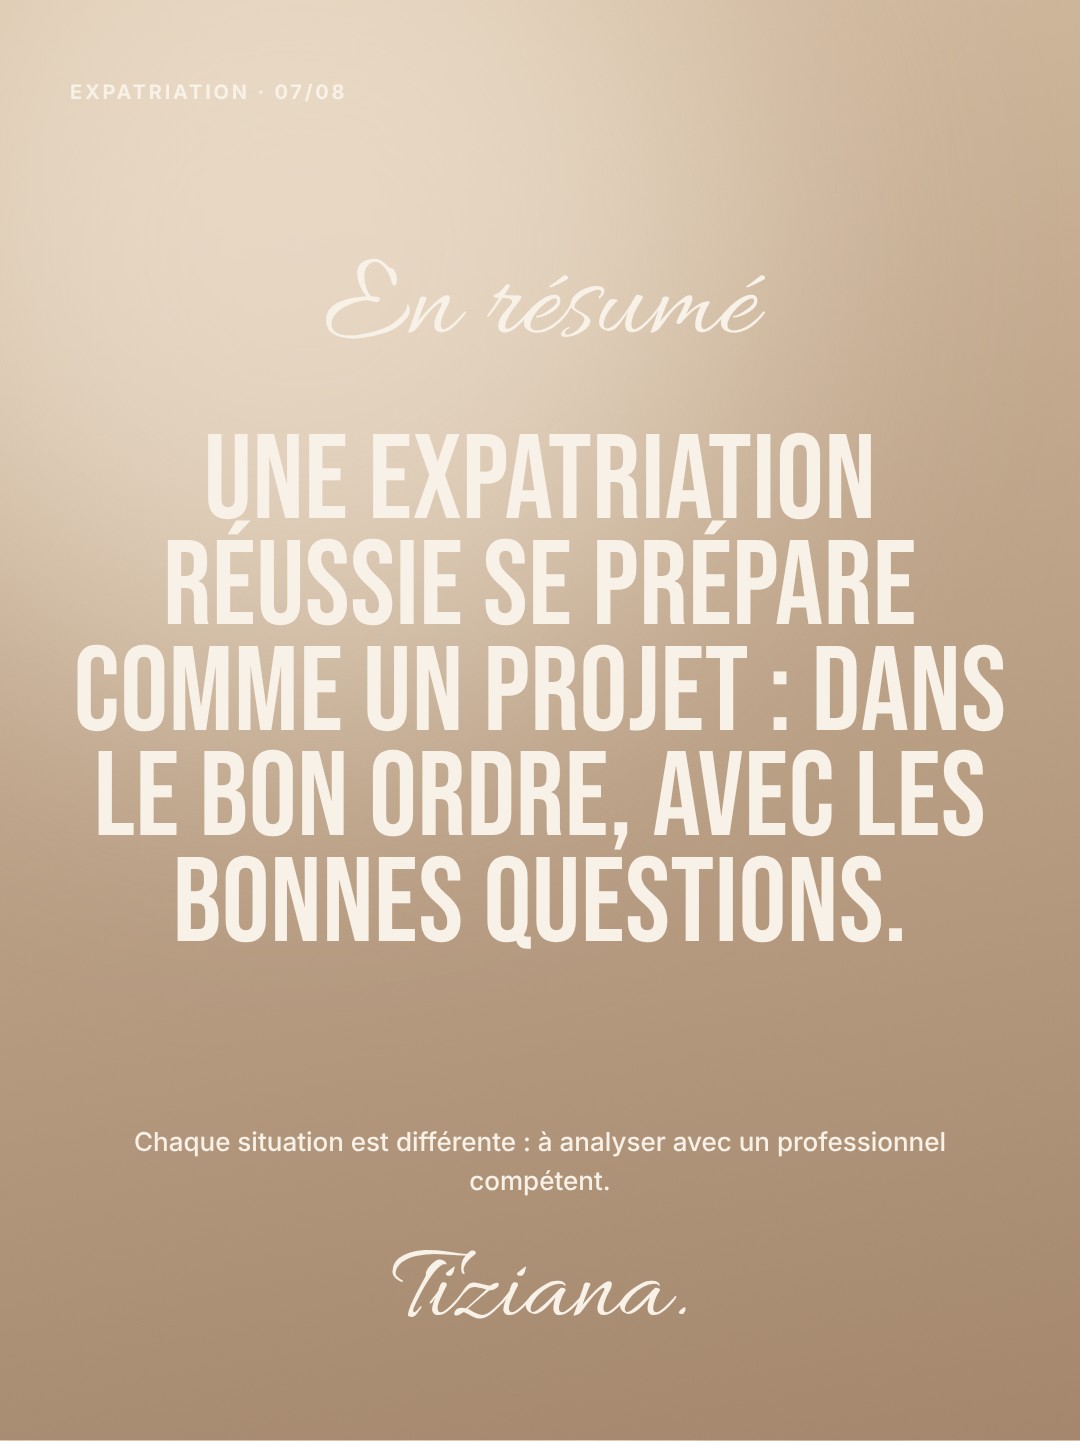 EXPATRIATION · 07/08
En résumé
UNE EXPATRIATION
RÉUSSIE SE PRÉPARE
COMME UN PROJET : DANS
LE BON ORDRE, AVEC LES
BONNES QUESTIONS.
Chaque situation est différente : à analyser avec un professionnel
compétent.
Tiziana.